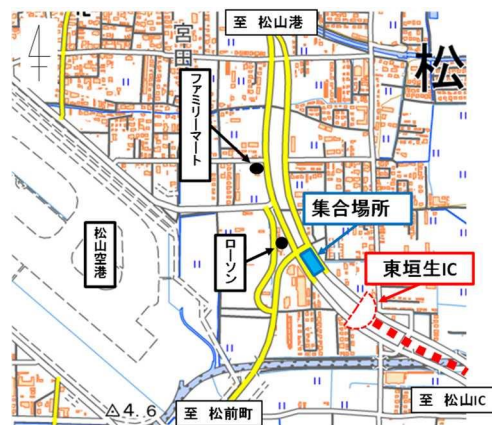 至 松山港
宮田
松
ファミリーマート
集合場所
松山空港
ローソン
東垣生IC
至 松山IC
△4.6
至 松前町